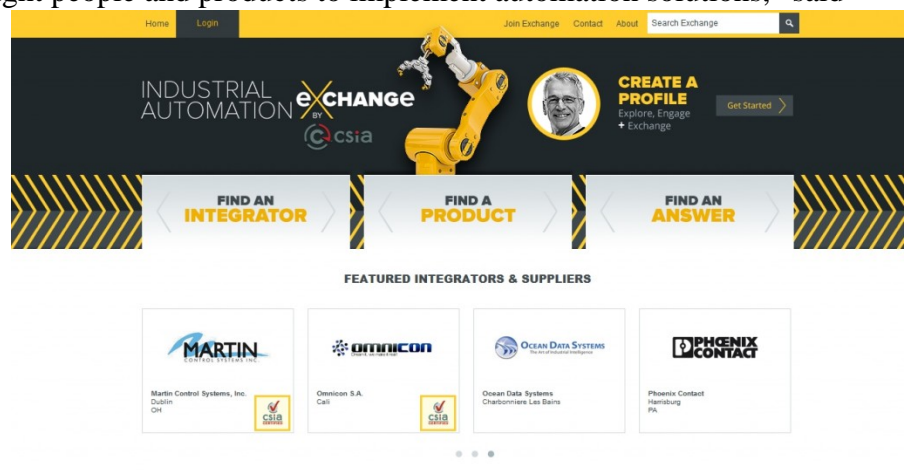 ght people and products to implement automation solutions," said
Home Login Join Exchange Contact About Search Exchange
INDUSTRIAL
AUTOMATION
eXCHANGE
BY
csia
CREATE A
PROFILE
Explore, Engage
+ Exchange
Get Started
FIND AN
INTEGRATOR
FIND A
PRODUCT
FIND AN
ANSWER
FEATURED INTEGRATORS & SUPPLIERS
MARTIN
CONTROL SYSTEMS INC.
Martin Control Systems, Inc.
Dublin
OH
csia
omnicon
Omnicon S.A.
Cali
csia
OCEAN DATA SYSTEMS
The Art of Industrial Intelligence
Ocean Data Systems
Charbonniere Les Bains
PHŒNIX
CONTACT
Phoenix Contact
Harrisburg
PA